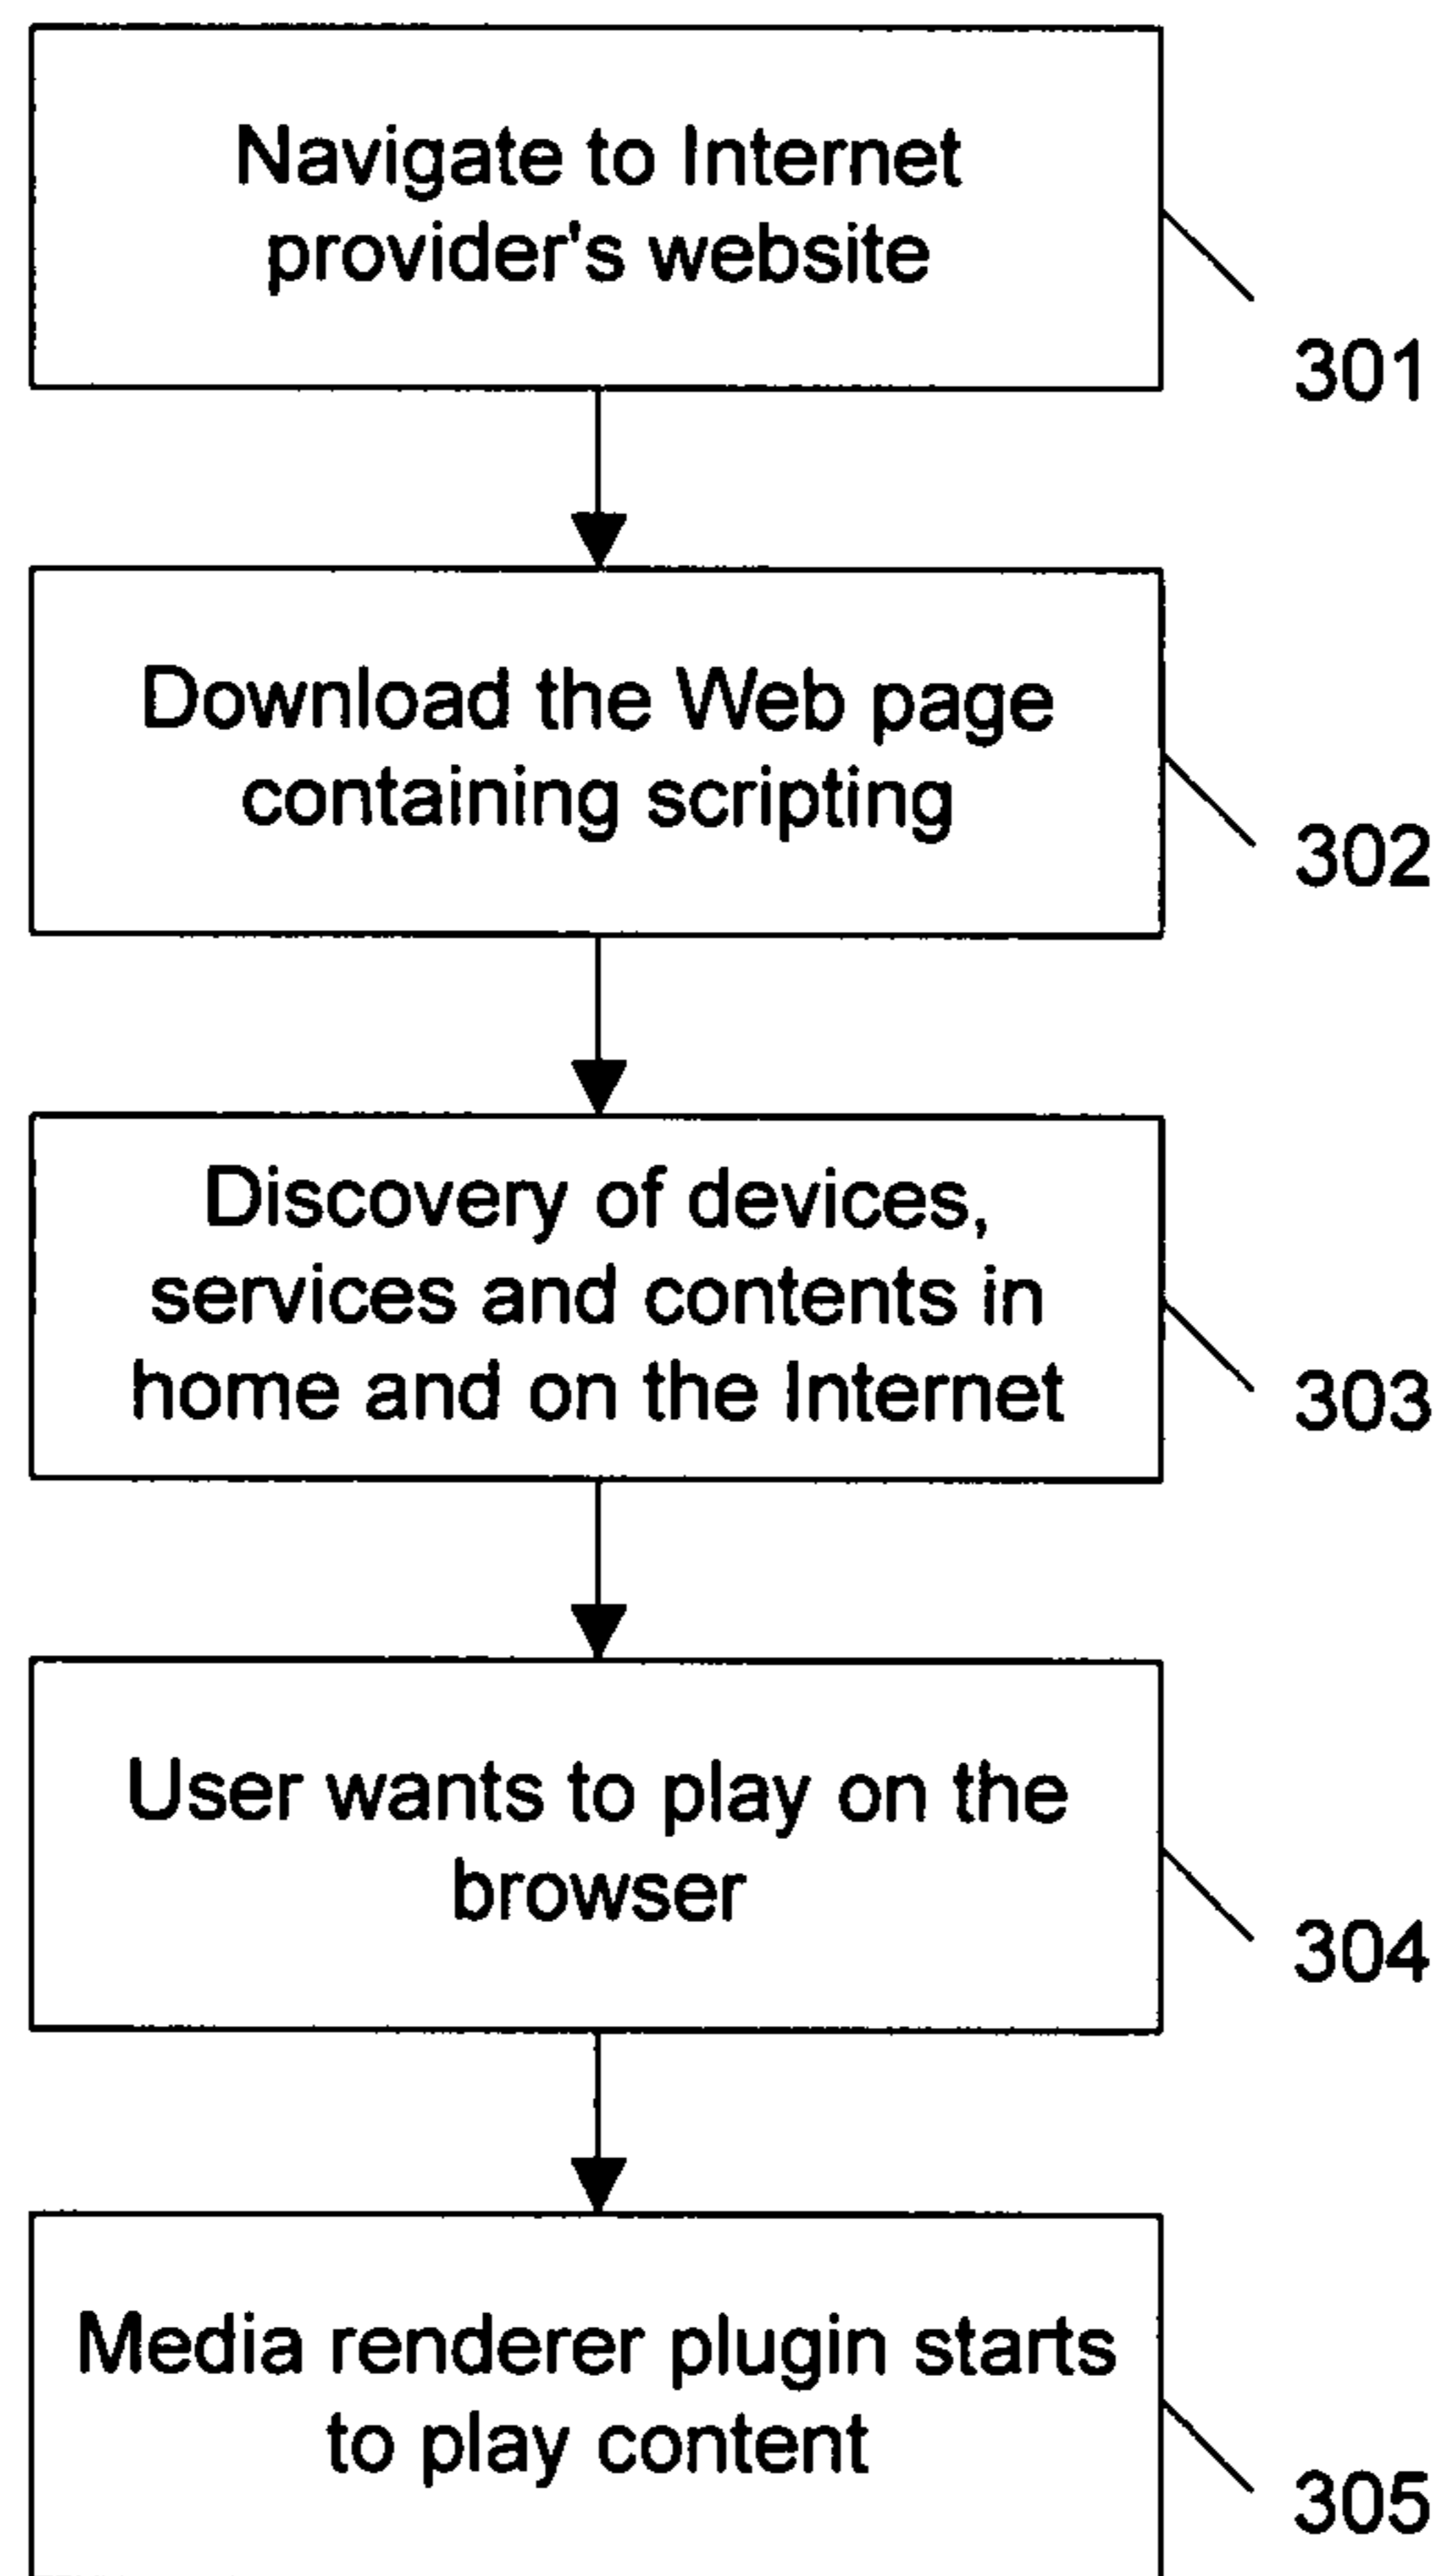 Navigate to Internet
provider's website
301
Download the Web page
containing scripting
302
Discovery of devices,
services and contents in
home and on the Internet
303
User wants to play on the
browser
304
Media renderer plugin starts
to play content
305